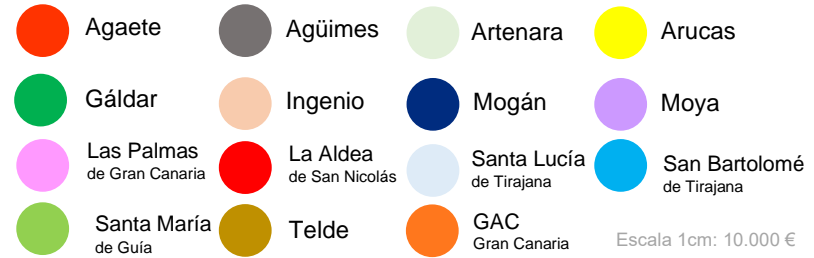 Agaete
Agüimes
Artenara
Arucas
Gáldar
Ingenio
Mogán
Moya
Las Palmas
de Gran Canaria
La Aldea
de San Nicolás
Santa Lucía
de Tirajana
San Bartolomé
de Tirajana
Santa María
de Guía
Telde
GAC
Gran Canaria
Escala 1cm: 10.000 €